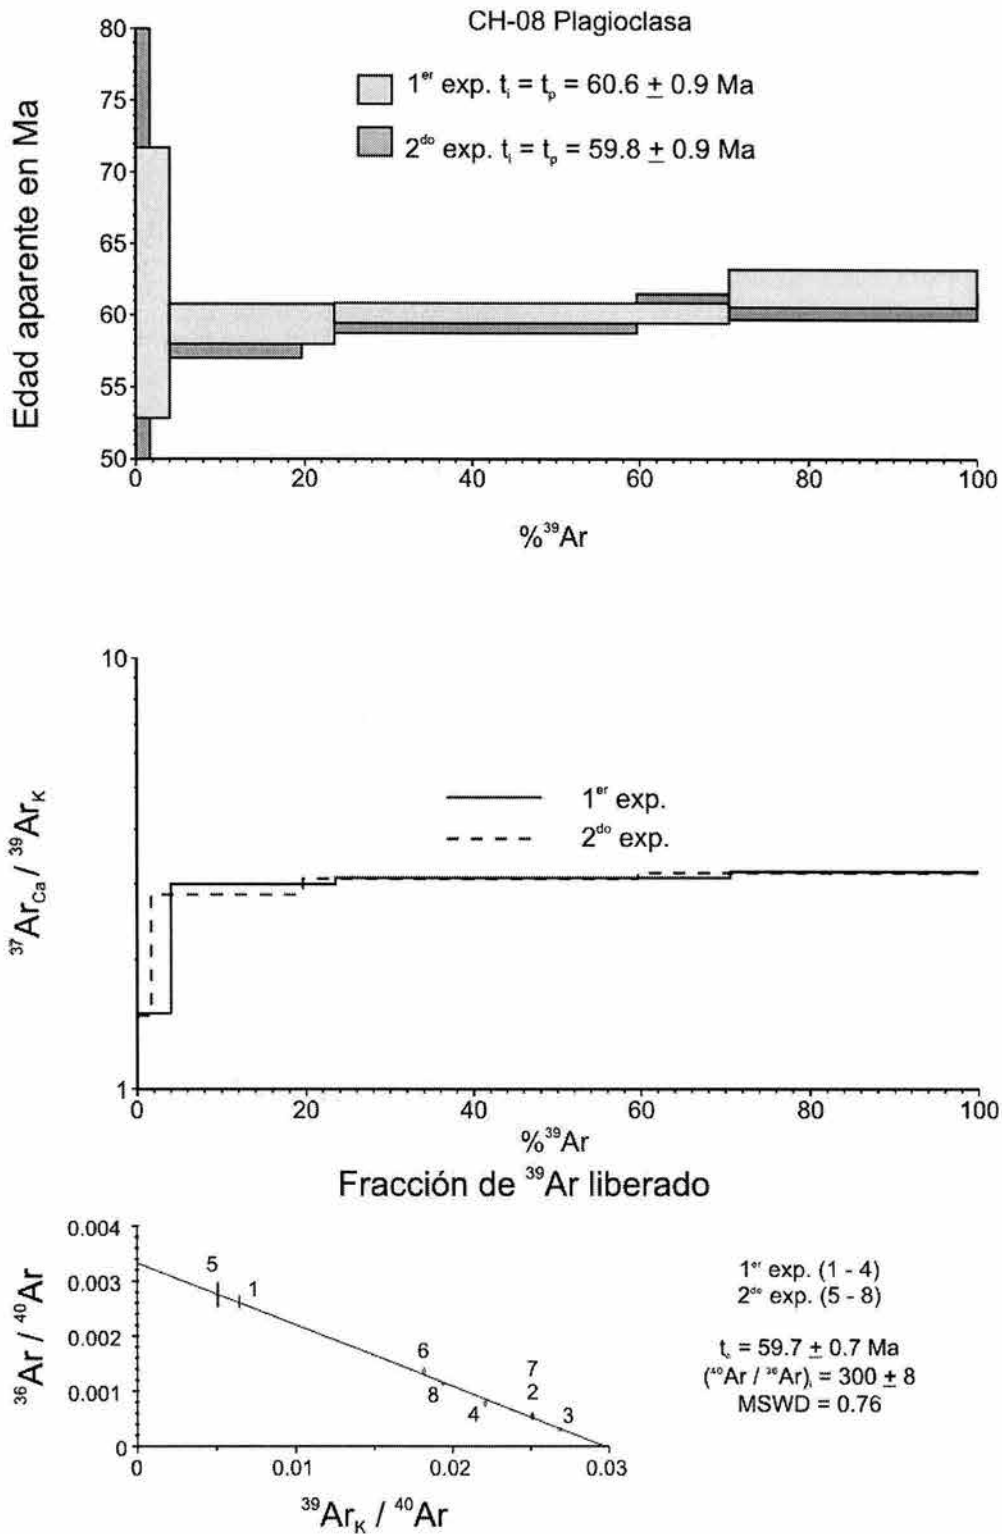 CH-08 Plagioclasa
1er exp. ti = tp = 60.6 ± 0.9 Ma
2do exp. ti = tp = 59.8 ± 0.9 Ma
Edad aparente en Ma
80
75
70
65
60
55
50
0 20 40 60 80 100
%39Ar
37ArCa / 39ArK
10
1
1er exp.
2do exp.
0 20 40 60 80 100
%39Ar
Fracción de 39Ar liberado
36Ar / 40Ar
0.004
0.003
0.002
0.001
0
5
1
6
8
7
2
4
3
0 0.01 0.02 0.03
39ArK / 40Ar
1er exp. (1 - 4)
2do exp. (5 - 8)
tc = 59.7 ± 0.7 Ma
(40Ar / 36Ar)i = 300 ± 8
MSWD = 0.76